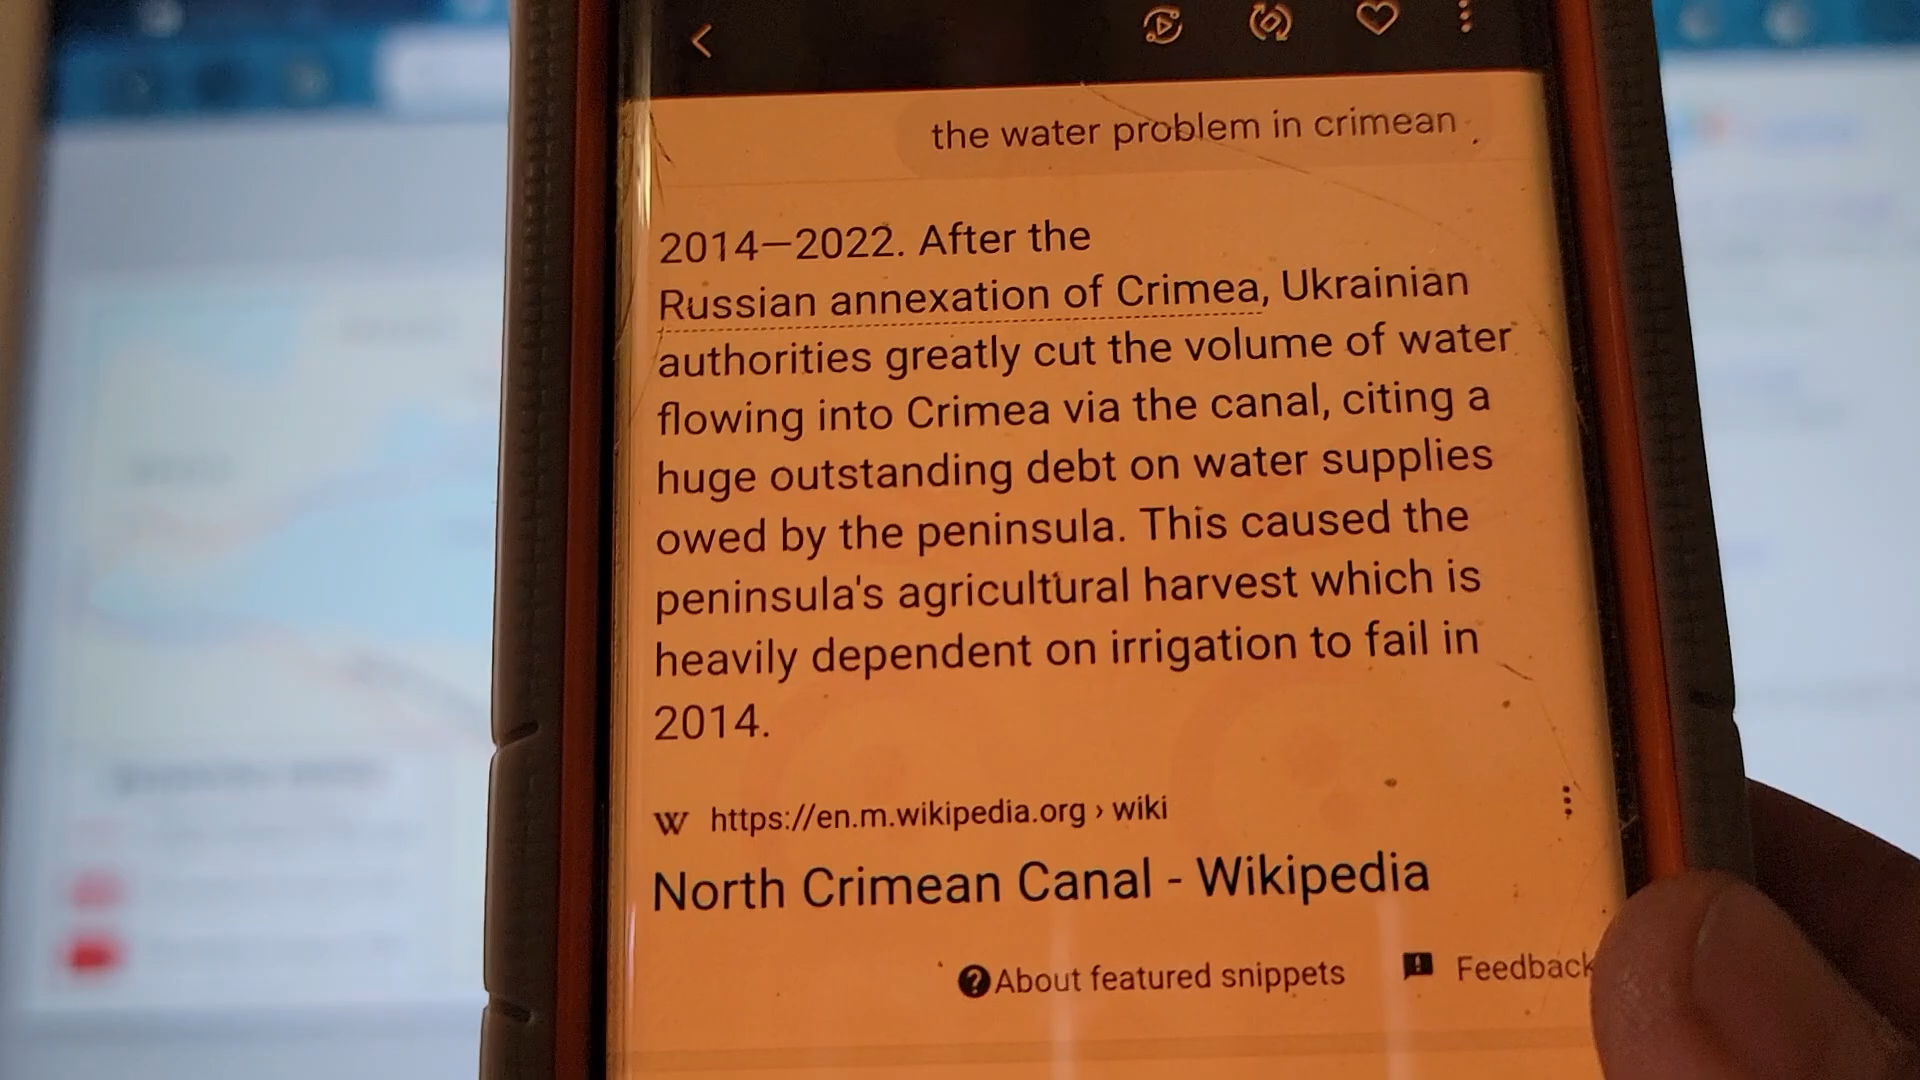 the water problem in crimean
2014–2022. After the
Russian annexation of Crimea, Ukrainian
authorities greatly cut the volume of water
flowing into Crimea via the canal, citing a
huge outstanding debt on water supplies
owed by the peninsula. This caused the
peninsula's agricultural harvest which is
heavily dependent on irrigation to fail in
2014.
W https://en.m.wikipedia.org › wiki
North Crimean Canal - Wikipedia
About featured snippets Feedback